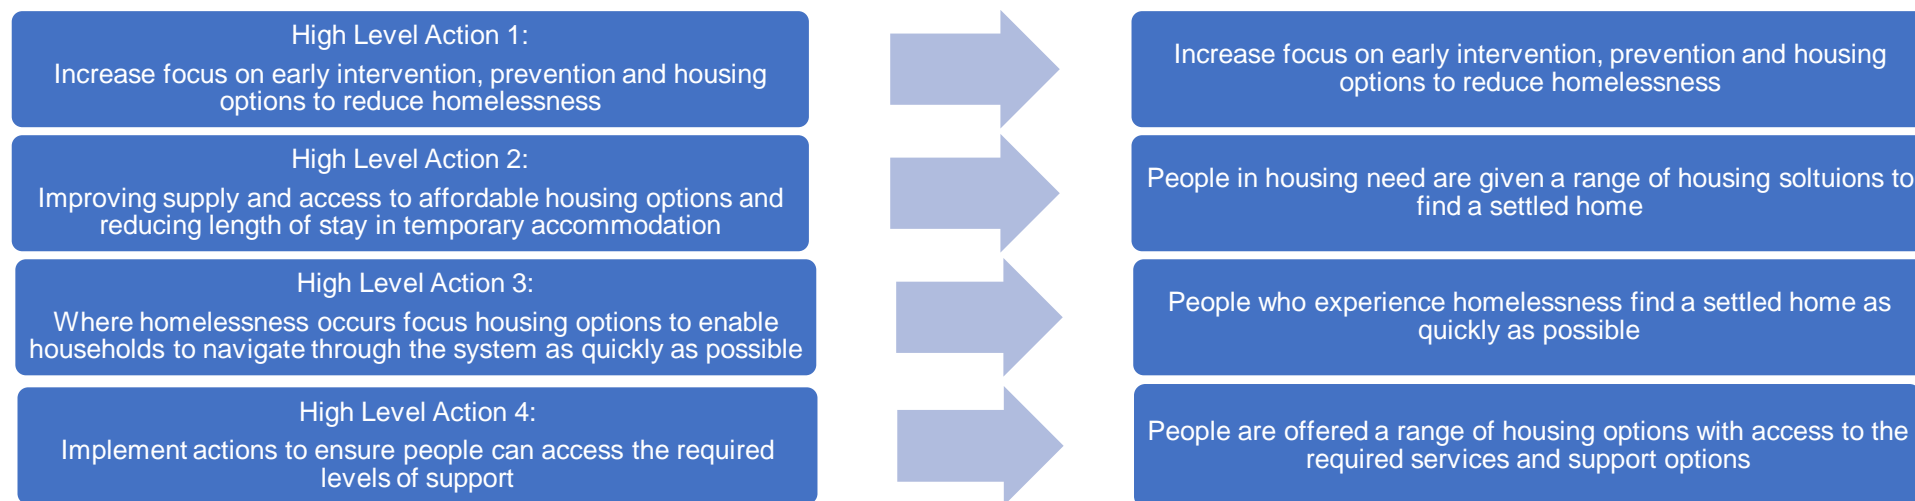 High Level Action 1:
Increase focus on early intervention, prevention and housing
options to reduce homelessness
Increase focus on early intervention, prevention and housing
options to reduce homelessness
High Level Action 2:
Improving supply and access to affordable housing options and
reducing length of stay in temporary accommodation
People in housing need are given a range of housing soltuions to
find a settled home
High Level Action 3:
Where homelessness occurs focus housing options to enable
households to navigate through the system as quickly as possible
People who experience homelessness find a settled home as
quickly as possible
High Level Action 4:
Implement actions to ensure people can access the required
levels of support
People are offered a range of housing options with access to the
required services and support options